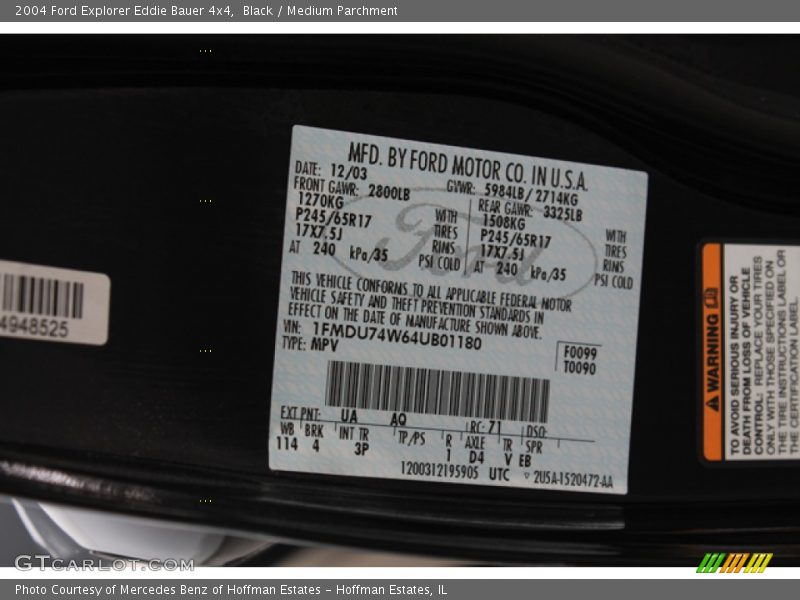 2004 Ford Explorer Eddie Bauer 4x4, Black / Medium Parchment
MFD. BY FORD MOTOR CO. IN U.S.A.
DATE: 12/03 GVWR: 5984LB / 2714KG
FRONT GAWR: 2800LB REAR GAWR: 3325LB
1270KG WITH 1508KG WITH
P245/65R17 TIRES P245/65R17 TIRES
17X7.5J RIMS 17X7.5J RIMS
AT 240 kPa/35 PSI COLD AT 240 kPa/35 PSI COLD
Ford
THIS VEHICLE CONFORMS TO ALL APPLICABLE FEDERAL MOTOR
VEHICLE SAFETY AND THEFT PREVENTION STANDARDS IN
EFFECT ON THE DATE OF MANUFACTURE SHOWN ABOVE.
VIN: 1FMDU74W64UB01180
TYPE: MPV
F0099
T0090
EXT PNT: UA AQ RC: 71 DSO:
WB BRK INT TR TP/PS R AXLE TR SPR
114 4 3P 1 D4 V EB
1200312195905 UTC 2U5A-1520472-AA
4948525
WARNING
TO AVOID SERIOUS INJURY OR
DEATH FROM LOSS OF VEHICLE
CONTROL: REPLACE YOUR TIRES
ONLY WITH THOSE SPECIFIED ON
THE TIRE INSTRUCTIONS LABEL OR
THE CERTIFICATION LABEL.
GTCARLOT.COM
Photo Courtesy of Mercedes Benz of Hoffman Estates - Hoffman Estates, IL